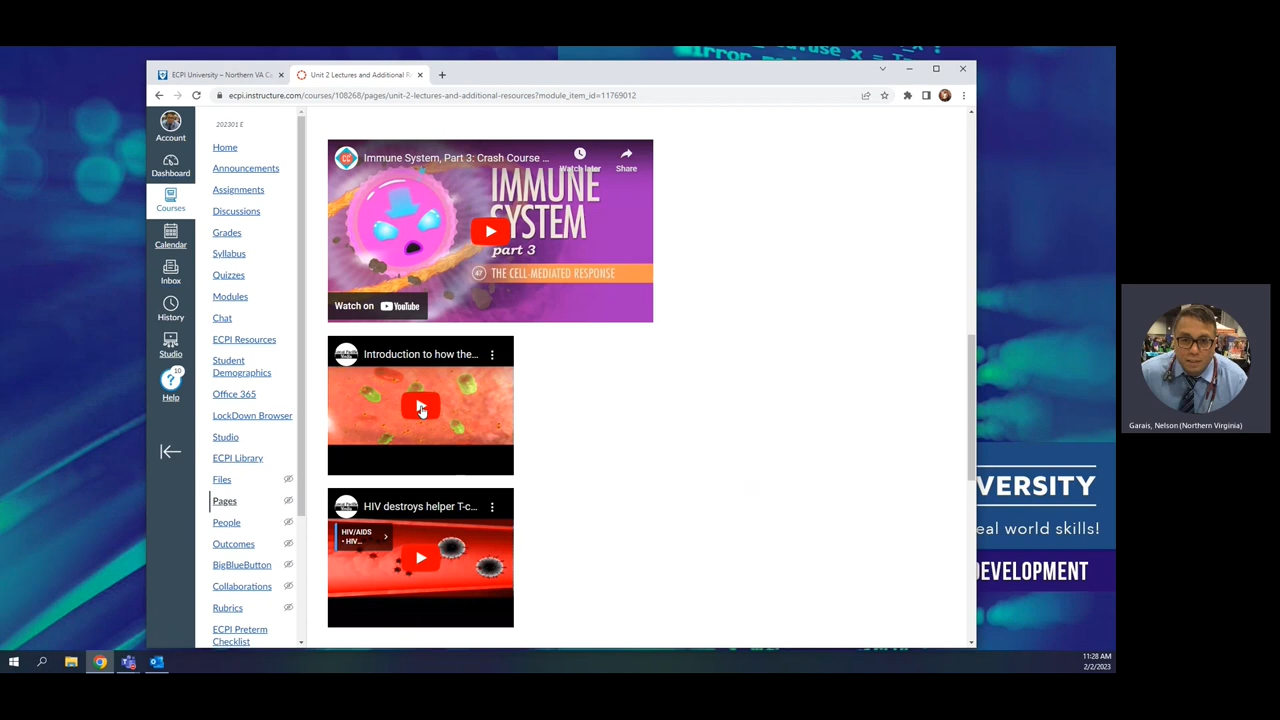 ECPI University – Northern VA Ca
Unit 2 Lectures and Additional R
ecpi.instructure.com/courses/108268/pages/unit-2-lectures-and-additional-resources?module_item_id=11769012
Account
Dashboard
Courses
Calendar
Inbox
History
Studio
10
Help
202301 E
Home
Announcements
Assignments
Discussions
Grades
Syllabus
Quizzes
Modules
Chat
ECPI Resources
Student
Demographics
Office 365
LockDown Browser
Studio
ECPI Library
Files
Pages
People
Outcomes
BigBlueButton
Collaborations
Rubrics
ECPI Preterm
Checklist
CC
Immune System, Part 3: Crash Course ...
Watch later
Share
IMMUNE
SYSTEM
part 3
47 THE CELL-MEDIATED RESPONSE
Watch on YouTube
Introduction to how the...
HIV destroys helper T-c...
HIV/AIDS
• HIV...
VERSITY
eal world skills!
DEVELOPMENT
Garais, Nelson (Northern Virginia)
11:28 AM
2/2/2023